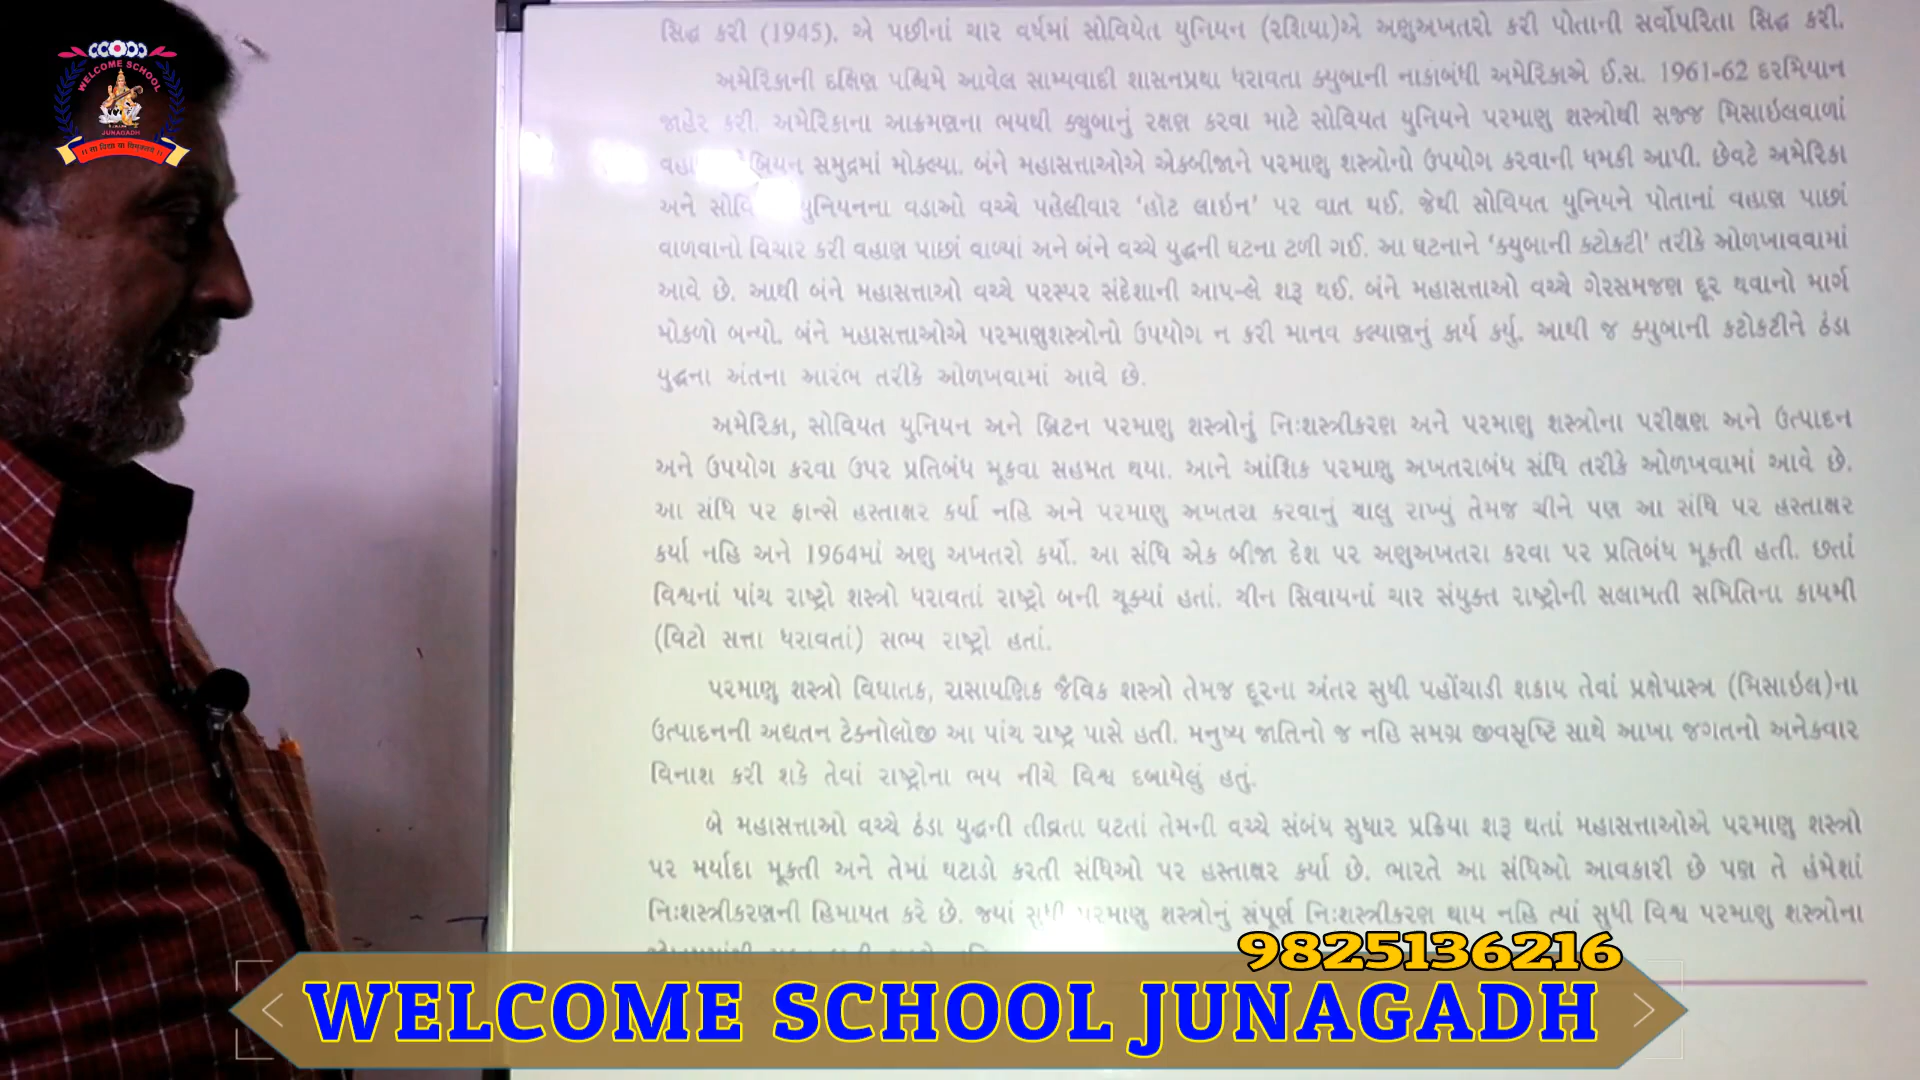 WELCOME SCHOOL
JUNAGADH
।। सा विद्या या विमुक्तये ।।
સિદ્ધ કરી (1945). એ પછીનાં ચાર વર્ષમાં સોવિયેત યુનિયન (રશિયા)એ અણુઅખતરો કરી પોતાની સર્વોપરિતા સિદ્ધ કરી.
અમેરિકાની દક્ષિણ પશ્ચિમે આવેલ સામ્યવાદી શાસનપ્રથા ધરાવતા ક્યુબાની નાકાબંધી અમેરિકાએ ઈ.સ. 1961-62 દરમિયાન
જાહેર કરી. અમેરિકાના આક્રમણના ભયથી ક્યુબાનું રક્ષણ કરવા માટે સોવિયત યુનિયને પરમાણુ શસ્ત્રોથી સજ્જ મિસાઇલવાળાં
સમુદ્રમાં મોકલ્યા. બંને મહાસત્તાઓએ એકબીજાને પરમાણુ શસ્ત્રોનો ઉપયોગ કરવાની ધમકી આપી. છેવટે અમેરિકા
અને યુનિયનના વડાઓ વચ્ચે પહેલીવાર ‘હૉટ લાઇન’ પર વાત થઈ. જેથી સોવિયત યુનિયને પોતાનાં વહાણ પાછાં
વાળવાનો વિચાર કરી વહાણ પાછાં વાળ્યાં અને બંને વચ્ચે યુદ્ધની ઘટના ટળી ગઈ. આ ઘટનાને ‘ક્યુબાની કટોકટી’ તરીકે ઓળખાવવામાં
આવે છે. આથી બંને મહાસત્તાઓ વચ્ચે પરસ્પર સંદેશાની આપ-લે શરૂ થઈ. બંને મહાસત્તાઓ વચ્ચે ગેરસમજણ દૂર થવાનો માર્ગ
મોકળો બન્યો. બંને મહાસત્તાઓએ પરમાણુશસ્ત્રોનો ઉપયોગ ન કરી માનવ કલ્યાણનું કાર્ય કર્યુ. આથી જ ક્યુબાની કટોકટીને ઠંડા
યુદ્ધના અંતના આરંભ તરીકે ઓળખવામાં આવે છે.
અમેરિકા, સોવિયત યુનિયન અને બ્રિટન પરમાણુ શસ્ત્રોનું નિઃશસ્ત્રીકરણ અને પરમાણુ શસ્ત્રોના પરીક્ષણ અને ઉત્પાદન
અને ઉપયોગ કરવા ઉપર પ્રતિબંધ મૂકવા સહમત થયા. આને આંશિક પરમાણુ અખતરાબંધ સંધિ તરીકે ઓળખવામાં આવે છે.
આ સંધિ પર ફ્રાન્સે હસ્તાક્ષર કર્યા નહિ અને પરમાણુ અખતરા કરવાનું ચાલુ રાખ્યું તેમજ ચીને પણ આ સંધિ પર હસ્તાક્ષર
કર્યા નહિ અને 1964માં અણુ અખતરો કર્યો. આ સંધિ એક બીજા દેશ પર અણુઅખતરા કરવા પર પ્રતિબંધ મૂકતી હતી. છતાં
વિશ્વનાં પાંચ રાષ્ટ્રો શસ્ત્રો ધરાવતાં રાષ્ટ્રો બની ચૂક્યાં હતાં. ચીન સિવાયનાં ચાર સંયુક્ત રાષ્ટ્રોની સલામતી સમિતિના કાયમી
(વિટો સત્તા ધરાવતાં) સભ્ય રાષ્ટ્રો હતાં.
પરમાણુ શસ્ત્રો વિઘાતક, રાસાયણિક જૈવિક શસ્ત્રો તેમજ દૂરના અંતર સુધી પહોંચાડી શકાય તેવાં પ્રક્ષેપાસ્ત્ર (મિસાઇલ)ના
ઉત્પાદનની અદ્યતન ટેક્નોલૉજી આ પાંચ રાષ્ટ્ર પાસે હતી. મનુષ્ય જાતિનો જ નહિ સમગ્ર જીવસૃષ્ટિ સાથે આખા જગતનો અનેકવાર
વિનાશ કરી શકે તેવાં રાષ્ટ્રોના ભય નીચે વિશ્વ દબાયેલું હતું.
બે મહાસત્તાઓ વચ્ચે ઠંડા યુદ્ધની તીવ્રતા ઘટતાં તેમની વચ્ચે સંબંધ સુધાર પ્રક્રિયા શરૂ થતાં મહાસત્તાઓએ પરમાણુ શસ્ત્રો
પર મર્યાદા મૂકતી અને તેમાં ઘટાડો કરતી સંધિઓ પર હસ્તાક્ષર કર્યા છે. ભારતે આ સંધિઓ આવકારી છે પણ તે હંમેશાં
નિઃશસ્ત્રીકરણની હિમાયત કરે છે. જ્યાં સુધી પરમાણુ શસ્ત્રોનું સંપૂર્ણ નિઃશસ્ત્રીકરણ થાય નહિ ત્યાં સુધી વિશ્વ પરમાણુ શસ્ત્રોના
9825136216
WELCOME SCHOOL JUNAGADH